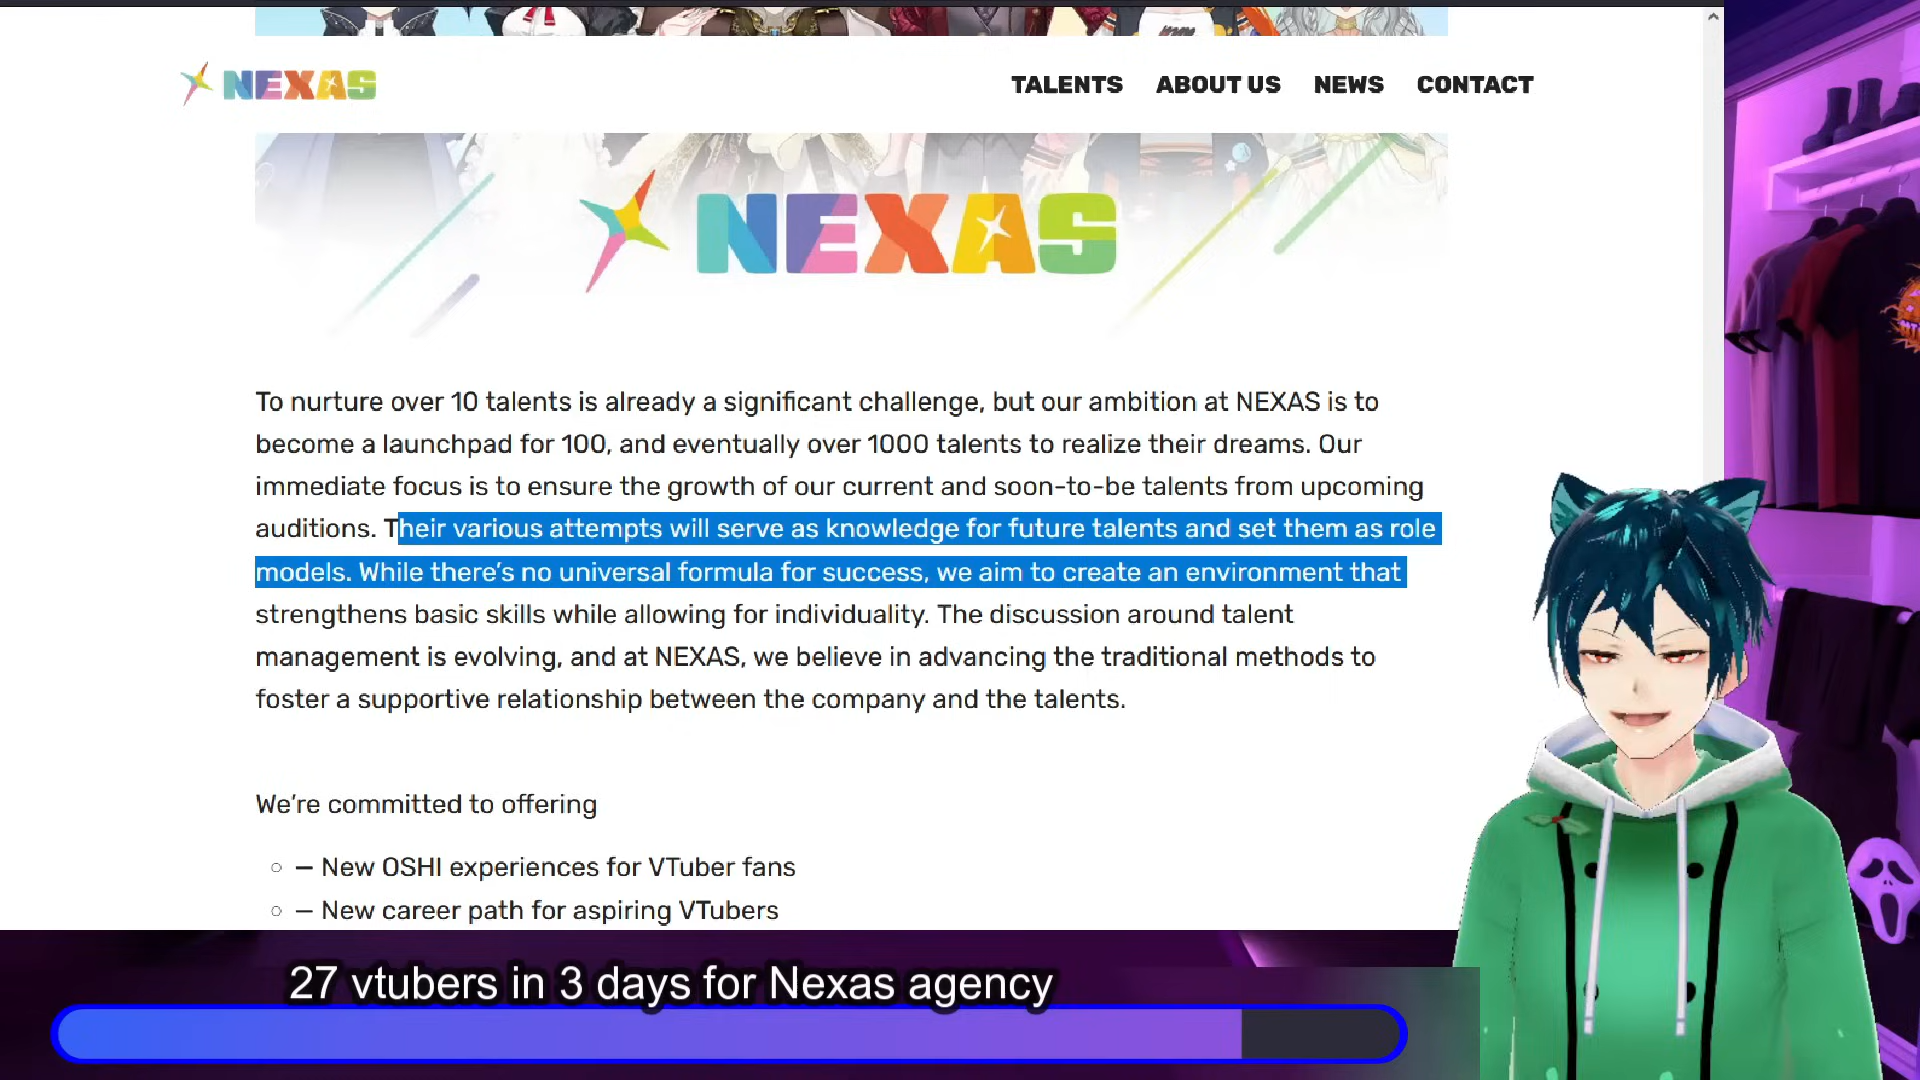 NEXAS
TALENTS ABOUT US NEWS CONTACT
NEXAS
To nurture over 10 talents is already a significant challenge, but our ambition at NEXAS is to
become a launchpad for 100, and eventually over 1000 talents to realize their dreams. Our
immediate focus is to ensure the growth of our current and soon-to-be talents from upcoming
auditions. Their various attempts will serve as knowledge for future talents and set them as role
models. While there’s no universal formula for success, we aim to create an environment that
strengthens basic skills while allowing for individuality. The discussion around talent
management is evolving, and at NEXAS, we believe in advancing the traditional methods to
foster a supportive relationship between the company and the talents.
We’re committed to offering
— New OSHI experiences for VTuber fans
— New career path for aspiring VTubers
27 vtubers in 3 days for Nexas agency